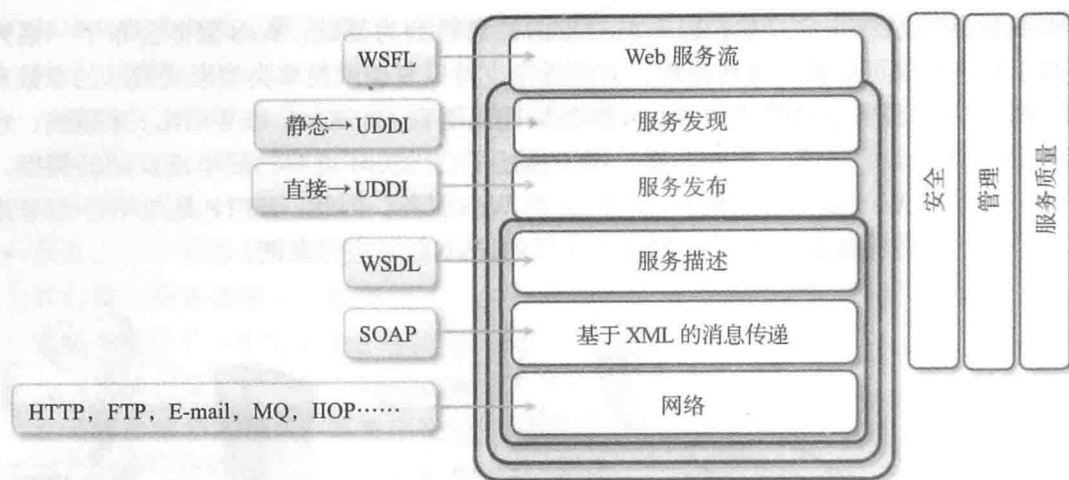 WSFL
Web 服务流
静态→UDDI
服务发现
直接→UDDI
服务发布
WSDL
服务描述
SOAP
基于 XML 的消息传递
HTTP，FTP，E-mail，MQ，IIOP……
网络
安全
管理
服务质量